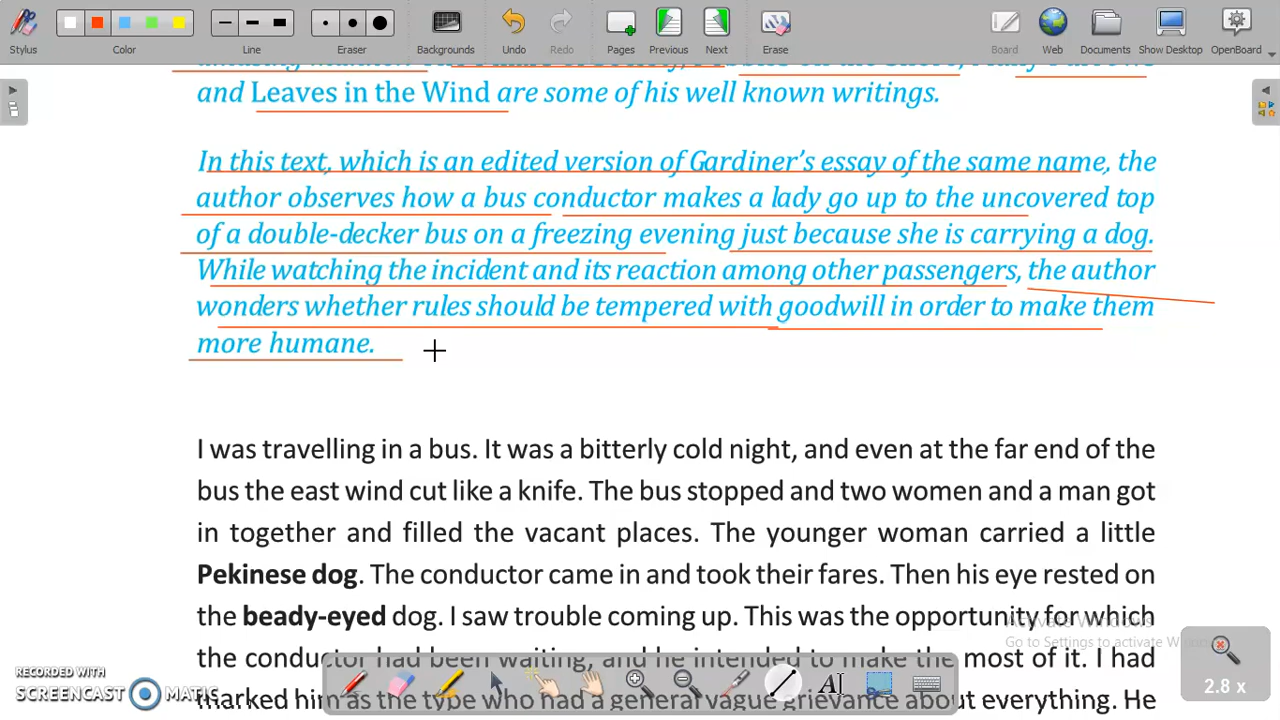 Stylus
Color
Line
Eraser
Backgrounds
Undo
Redo
Pages
Previous
Next
Erase
Board
Web
Documents
Show Desktop
OpenBoard
and Leaves in the Wind are some of his well known writings.
In this text, which is an edited version of Gardiner's essay of the same name, the
author observes how a bus conductor makes a lady go up to the uncovered top
of a double-decker bus on a freezing evening just because she is carrying a dog.
While watching the incident and its reaction among other passengers, the author
wonders whether rules should be tempered with goodwill in order to make them
more humane.
I was travelling in a bus. It was a bitterly cold night, and even at the far end of the
bus the east wind cut like a knife. The bus stopped and two women and a man got
in together and filled the vacant places. The younger woman carried a little
Pekinese dog. The conductor came in and took their fares. Then his eye rested on
the beady-eyed dog. I saw trouble coming up. This was the opportunity for which
the conductor had been waiting, and he intended to make the most of it. I had
marked him as the type who had a general vague grievance about everything. He
Activate Windows
Go to Settings to activate Windows.
RECORDED WITH
SCREENCAST MATIC
2.8 x